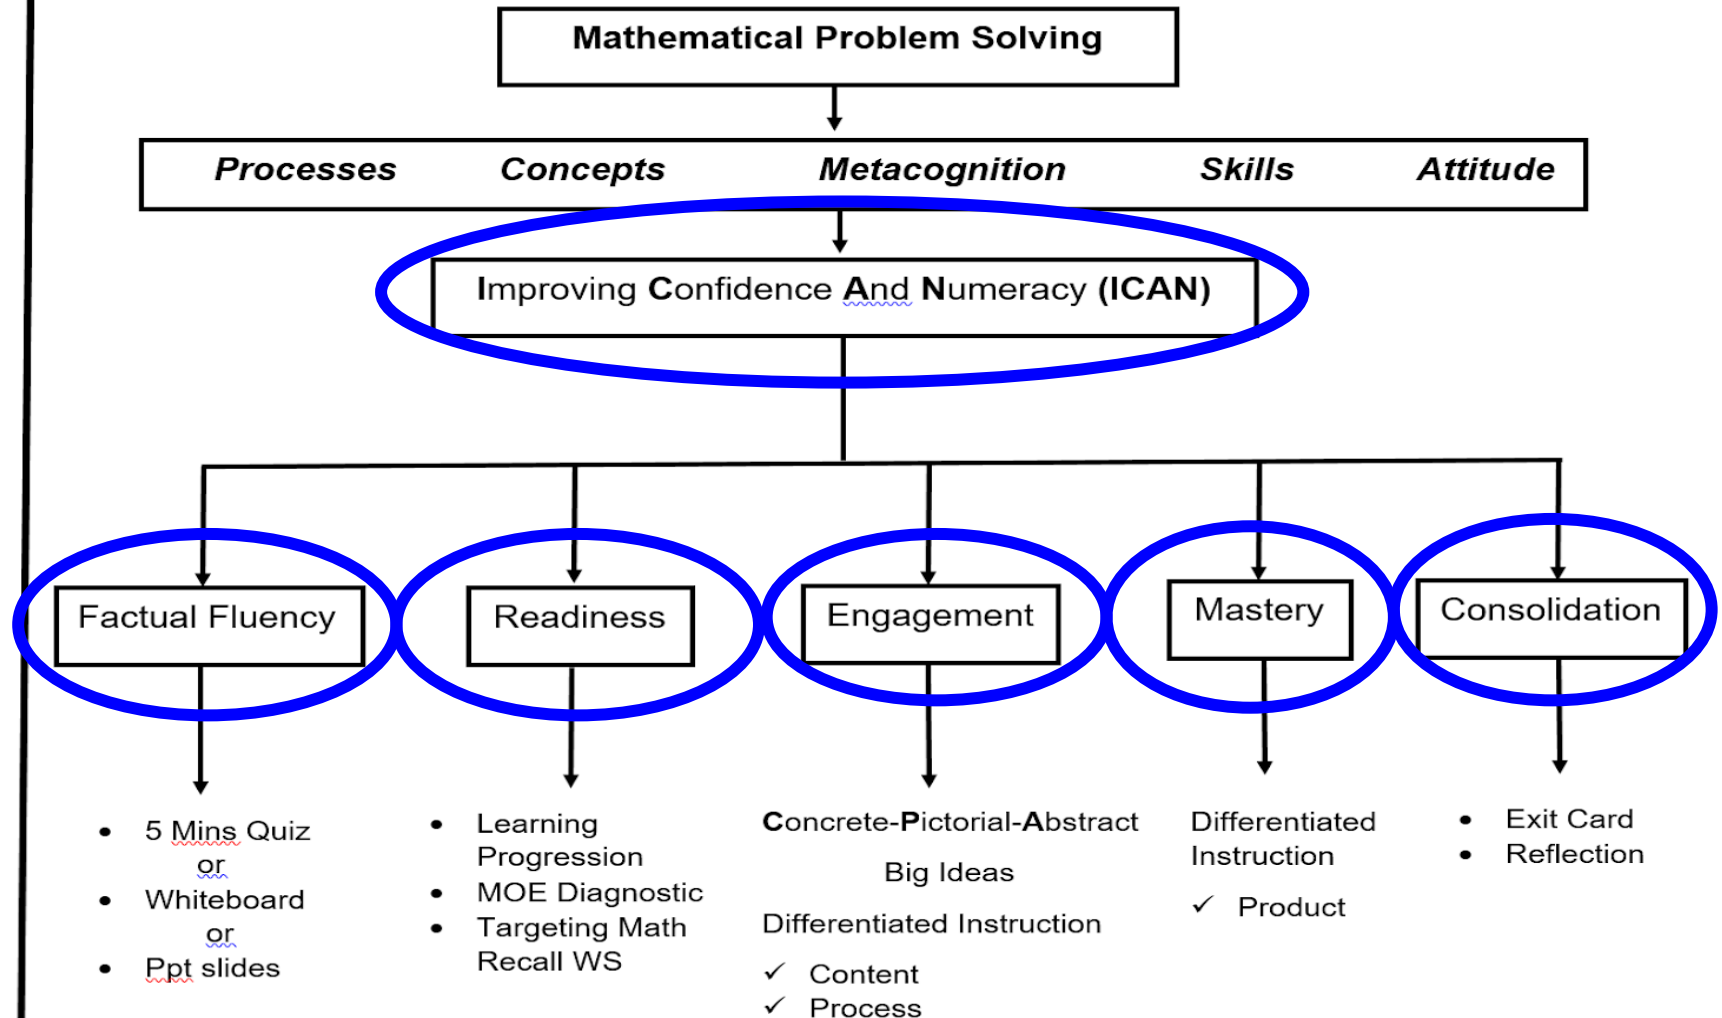 Mathematical Problem Solving
Processes Concepts Metacognition Skills Attitude
Improving Confidence And Numeracy (ICAN)
Factual Fluency
Readiness
Engagement
Mastery
Consolidation
• 5 Mins Quiz
or
• Whiteboard
or
• Ppt slides
• Learning
Progression
• MOE Diagnostic
• Targeting Math
Recall WS
Concrete-Pictorial-Abstract
Big Ideas
Differentiated Instruction
✓ Content
✓ Process
Differentiated
Instruction
✓ Product
• Exit Card
• Reflection